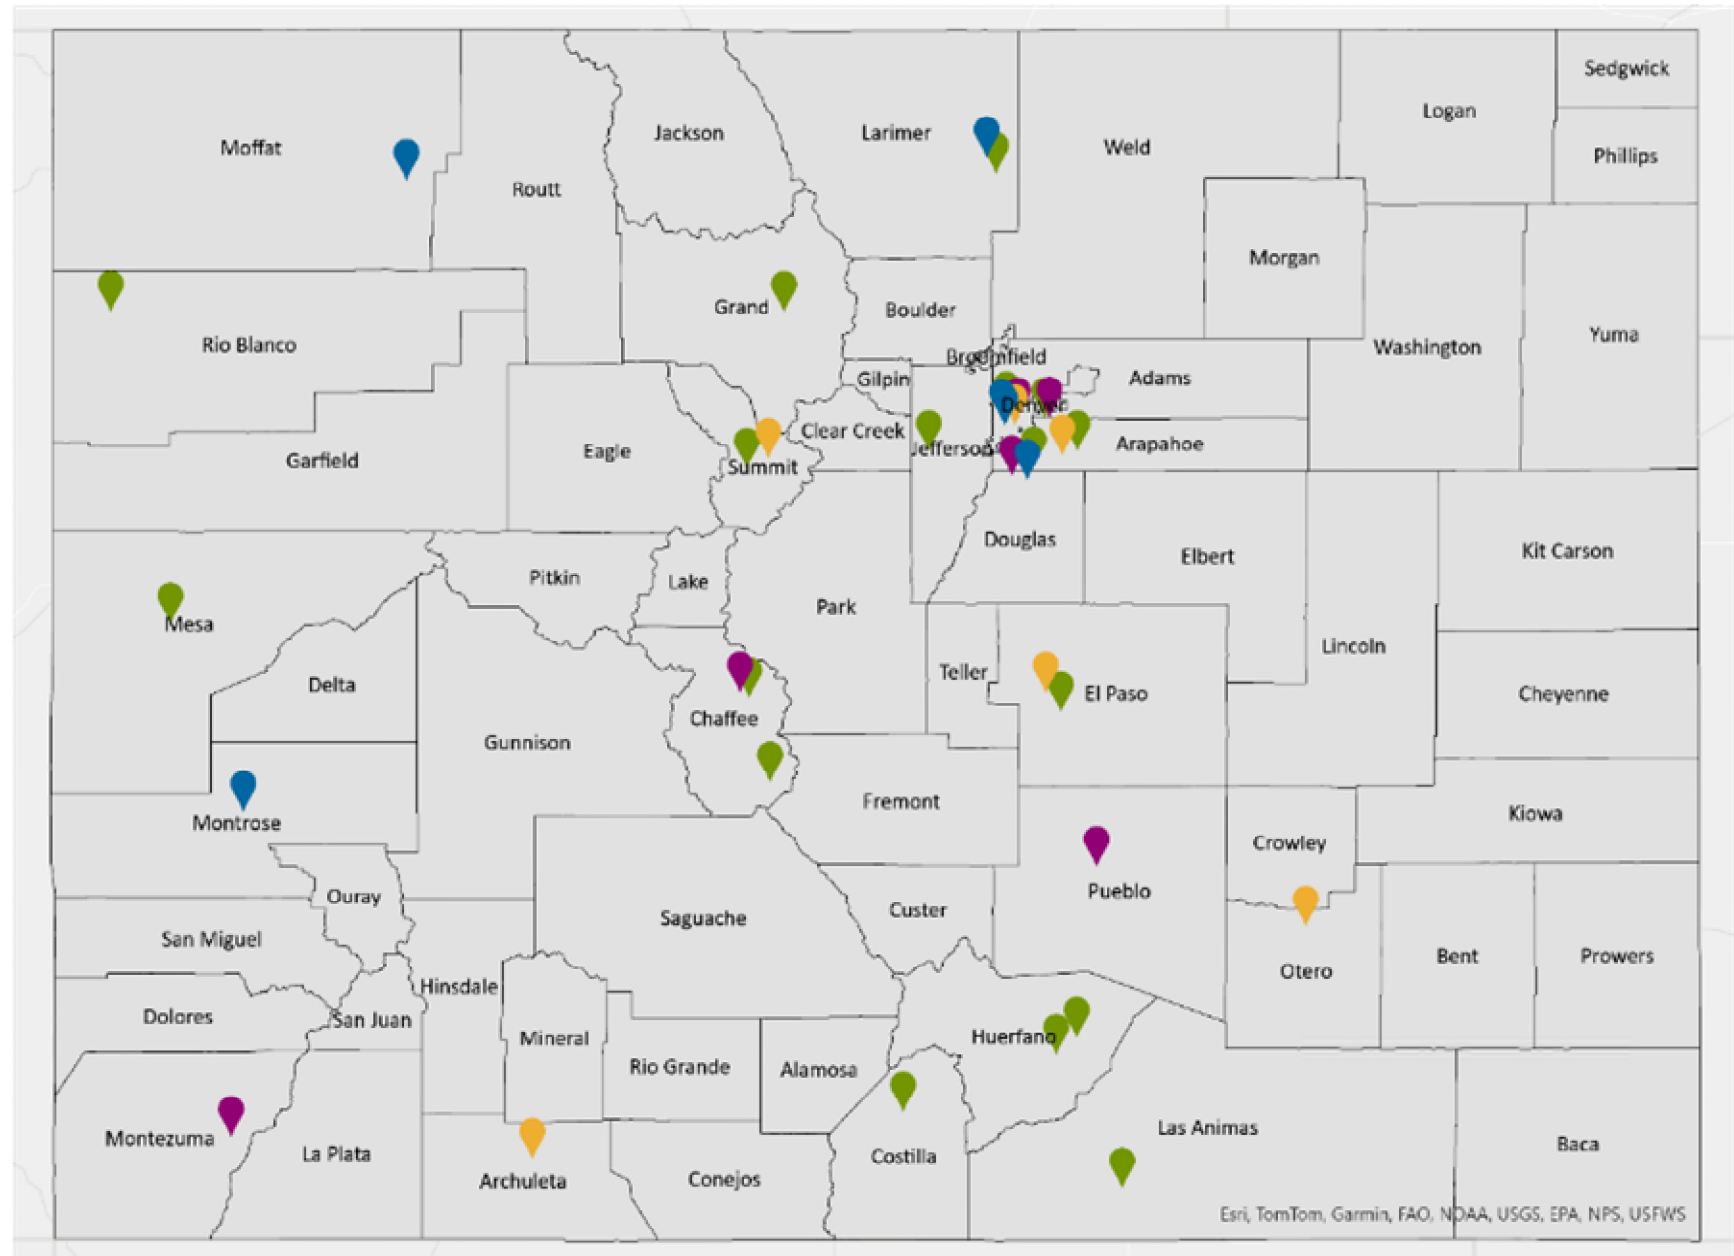 Sedgwick
Logan
Moffat
Jackson
Larimer
Weld
Phillips
Routt
Morgan
Rio Blanco
Grand
Boulder
Washington
Yuma
Broomfield
Gilpin
Adams
Denver
Garfield
Eagle
Summit
Clear Creek
Jefferson
Arapahoe
Pitkin
Lake
Douglas
Elbert
Kit Carson
Mesa
Park
Delta
Teller
Lincoln
El Paso
Cheyenne
Gunnison
Chaffee
Montrose
Fremont
Crowley
Kiowa
Ouray
Pueblo
San Miguel
Saguache
Custer
Otero
Bent
Prowers
Dolores
San Juan
Hinsdale
Mineral
Huerfano
Rio Grande
Alamosa
Montezuma
La Plata
Archuleta
Conejos
Costilla
Las Animas
Baca
Esri, TomTom, Garmin, FAO, NOAA, USGS, EPA, NPS, USFWS